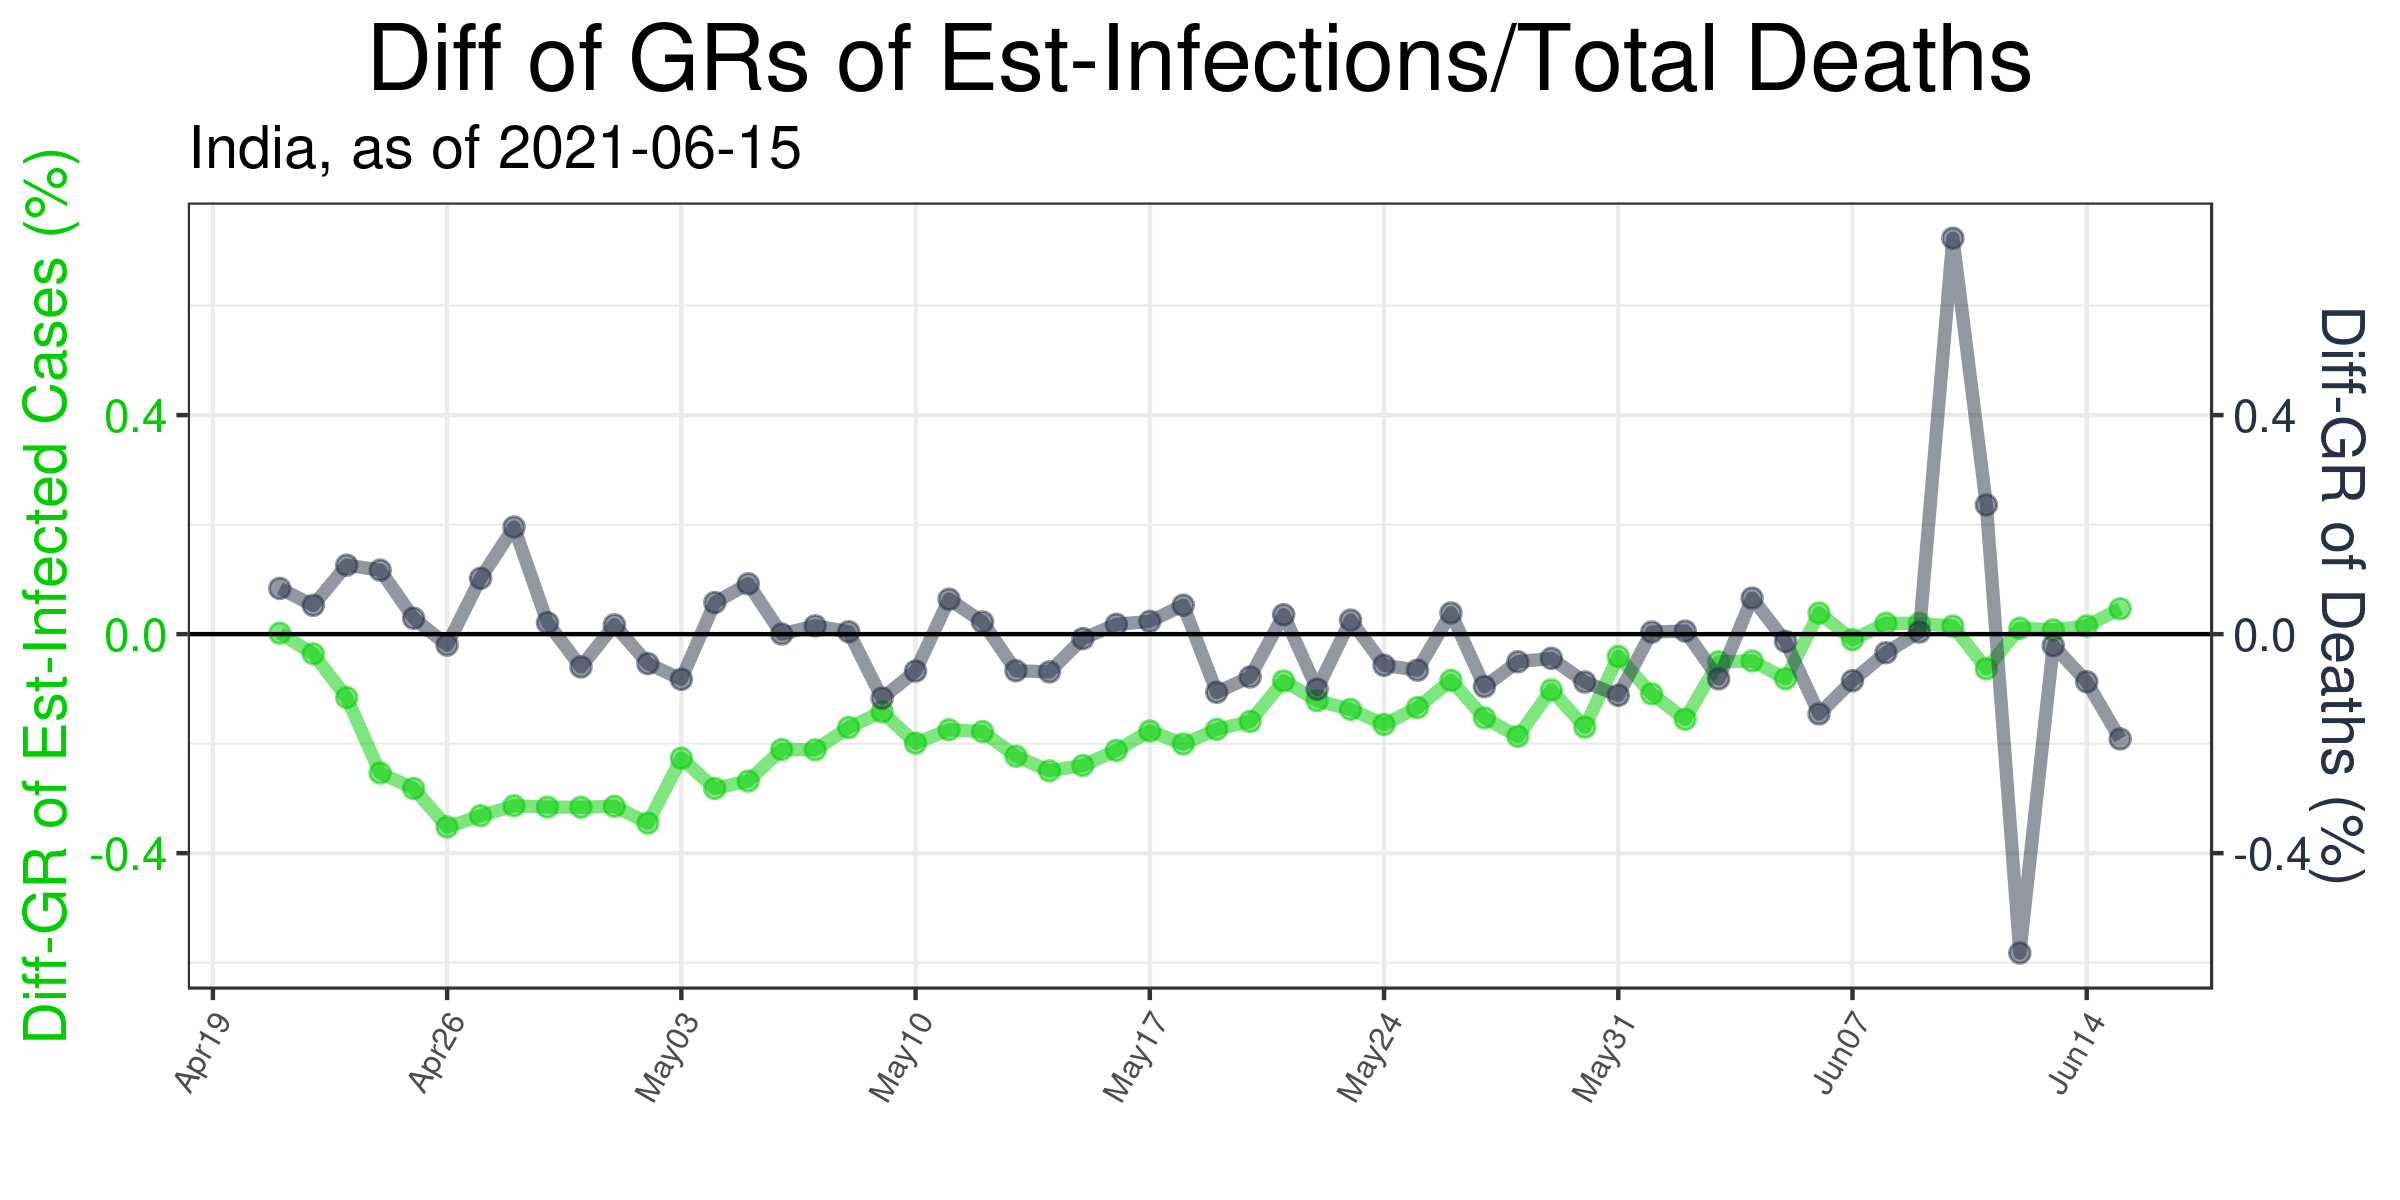 Diff of GRs of Est-Infections/Total Deaths
India, as of 2021-06-15
Diff-GR of Est-Infected Cases (%)
0.4
0.0
-0.4
0.4
0.0
-0.4
Diff-GR of Deaths (%)
Apr19
Apr26
May03
May10
May17
May24
May31
Jun07
Jun14